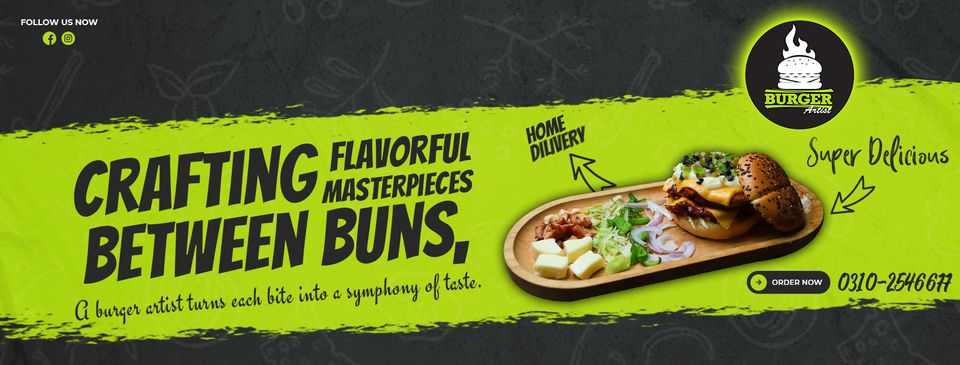 FOLLOW US NOW
BURGER
Artist
CRAFTING FLAVORFUL
MASTERPIECES
BETWEEN BUNS,
A burger artist turns each bite into a symphony of taste.
HOME
DILIVERY
Super Delicious
ORDER NOW
0310-2546677